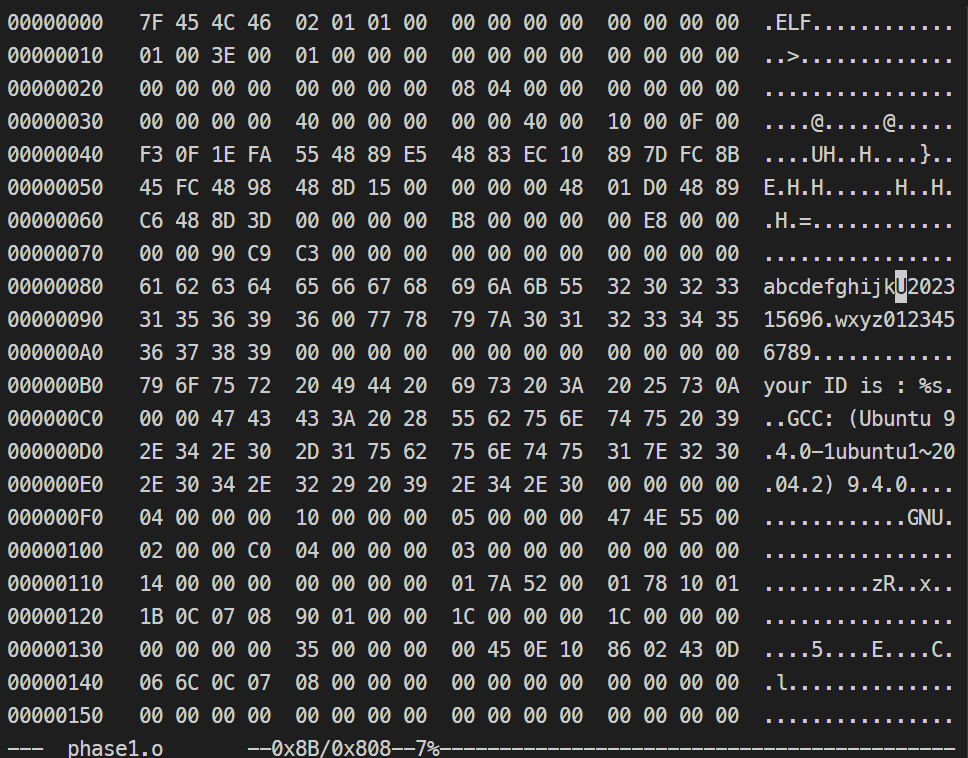 00000000   7F 45 4C 46  02 01 01 00  00 00 00 00  00 00 00 00  .ELF............
00000010   01 00 3E 00  01 00 00 00  00 00 00 00  00 00 00 00  ..>.............
00000020   00 00 00 00  00 00 00 00  08 04 00 00  00 00 00 00  ................
00000030   00 00 00 00  40 00 00 00  00 00 40 00  10 00 0F 00  ....@.....@.....
00000040   F3 0F 1E FA  55 48 89 E5  48 83 EC 10  89 7D FC 8B  ....UH..H....}..
00000050   45 FC 48 98  48 8D 15 00  00 00 00 48  01 D0 48 89  E.H.H......H..H.
00000060   C6 48 8D 3D  00 00 00 00  B8 00 00 00  00 E8 00 00  .H.=............
00000070   00 00 90 C9  C3 00 00 00  00 00 00 00  00 00 00 00  ................
00000080   61 62 63 64  65 66 67 68  69 6A 6B 55  32 30 32 33  abcdefghijkU2023
00000090   31 35 36 39  36 00 77 78  79 7A 30 31  32 33 34 35  15696.wxyz012345
000000A0   36 37 38 39  00 00 00 00  00 00 00 00  00 00 00 00  6789............
000000B0   79 6F 75 72  20 49 44 20  69 73 20 3A  20 25 73 0A  your ID is : %s.
000000C0   00 00 47 43  43 3A 20 28  55 62 75 6E  74 75 20 39  ..GCC: (Ubuntu 9
000000D0   2E 34 2E 30  2D 31 75 62  75 6E 74 75  31 7E 32 30  .4.0-1ubuntu1~20
000000E0   2E 30 34 2E  32 29 20 39  2E 34 2E 30  00 00 00 00  .04.2) 9.4.0....
000000F0   04 00 00 00  10 00 00 00  05 00 00 00  47 4E 55 00  ............GNU.
00000100   02 00 00 C0  04 00 00 00  03 00 00 00  00 00 00 00  ................
00000110   14 00 00 00  00 00 00 00  01 7A 52 00  01 78 10 01  .........zR..x..
00000120   1B 0C 07 08  90 01 00 00  1C 00 00 00  1C 00 00 00  ................
00000130   00 00 00 00  35 00 00 00  00 45 0E 10  86 02 43 0D  ....5....E....C.
00000140   06 6C 0C 07  08 00 00 00  00 00 00 00  00 00 00 00  .l..............
00000150   00 00 00 00  00 00 00 00  00 00 00 00  00 00 00 00  ................
---  phase1.o       --0x8B/0x808--7%-------------------------------------------